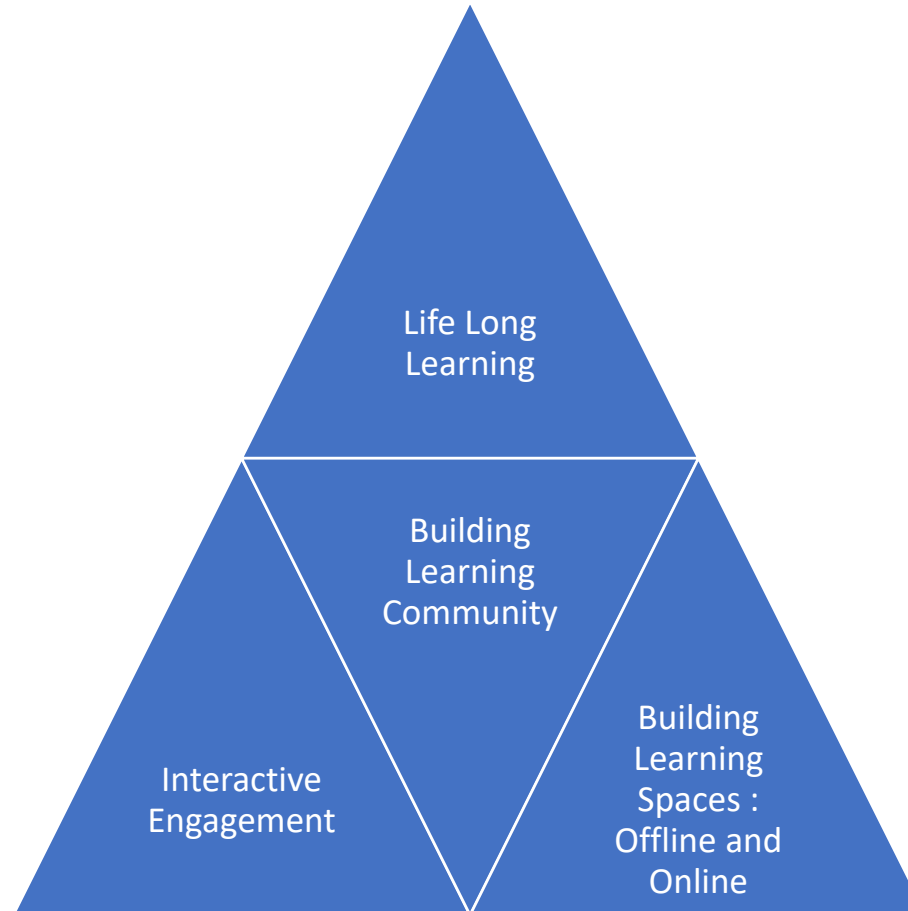 Life Long
Learning
Building
Learning
Community
Interactive
Engagement
Building
Learning
Spaces :
Offline and
Online